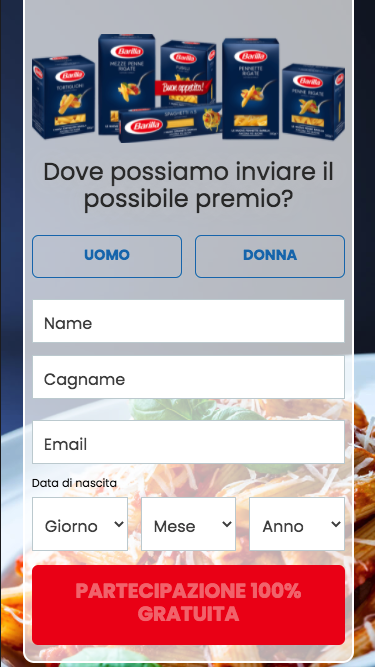 Barilla
TORTIGLIONI
Barilla
MEZZE PENNE
RIGATE
Barilla
Buon appetito!
Barilla
Barilla
PENNETTE
RIGATE
Barilla
PENNE RIGATE
Dove possiamo inviare il
possibile premio?
UOMO
DONNA
Name
Cagname
Email
Data di nascita
Giorno
Mese
Anno
PARTECIPAZIONE 100%
GRATUITA